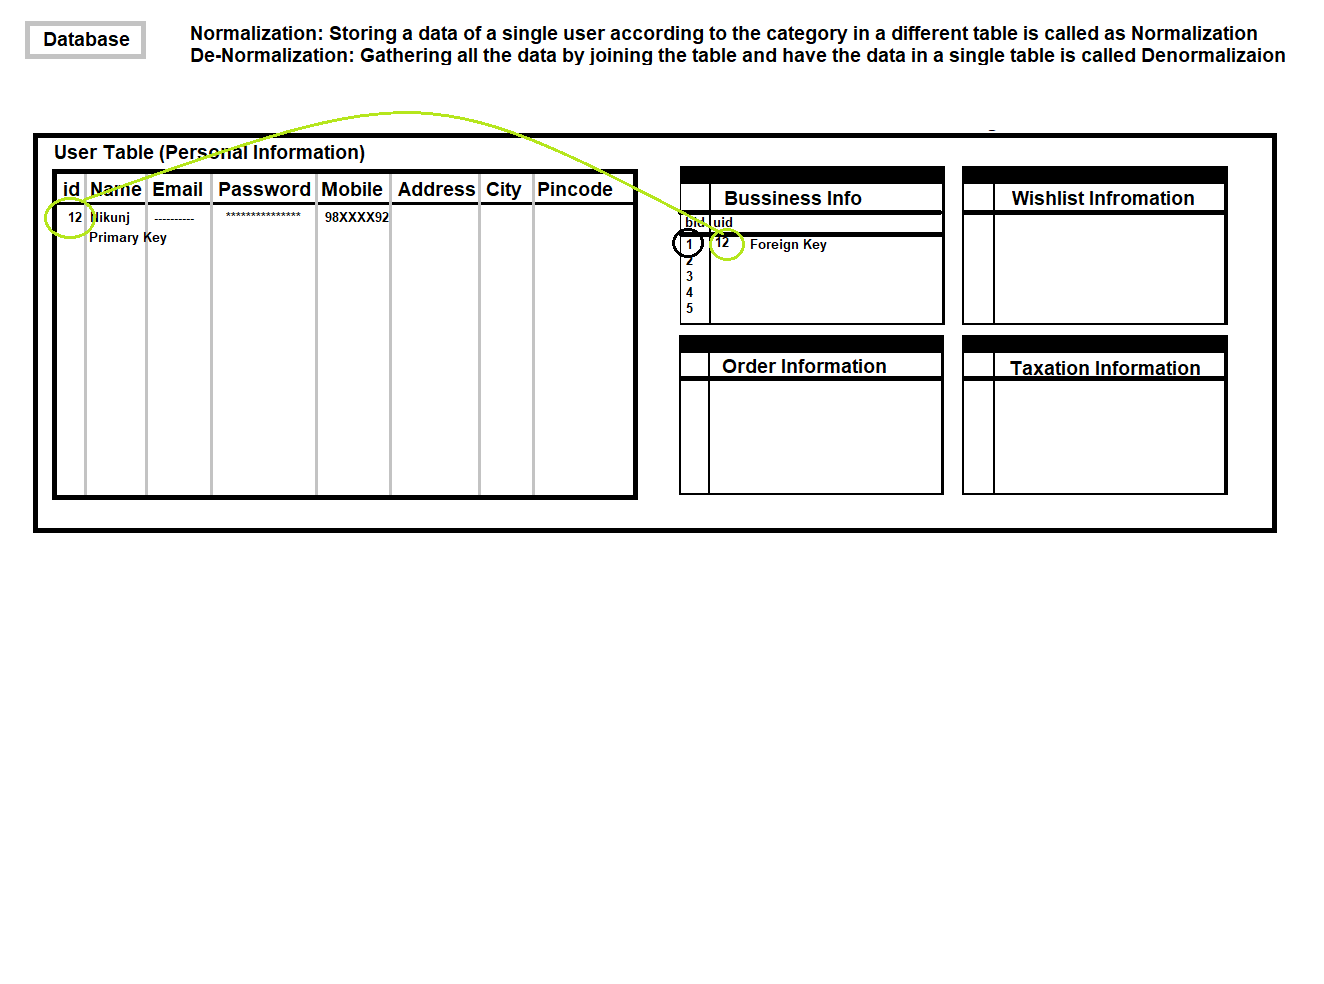 Database
Normalization: Storing a data of a single user according to the category in a different table is called as Normalization
De-Normalization: Gathering all the data by joining the table and have the data in a single table is called Denormalizaion
User Table (Personal Information)
id Name Email Password Mobile Address City Pincode
12 Nikunj ---------- *************** 98XXXX92
Primary Key
Bussiness Info
bid uid
1 12 Foreign Key
2
3
4
5
Wishlist Infromation
Order Information
Taxation Information